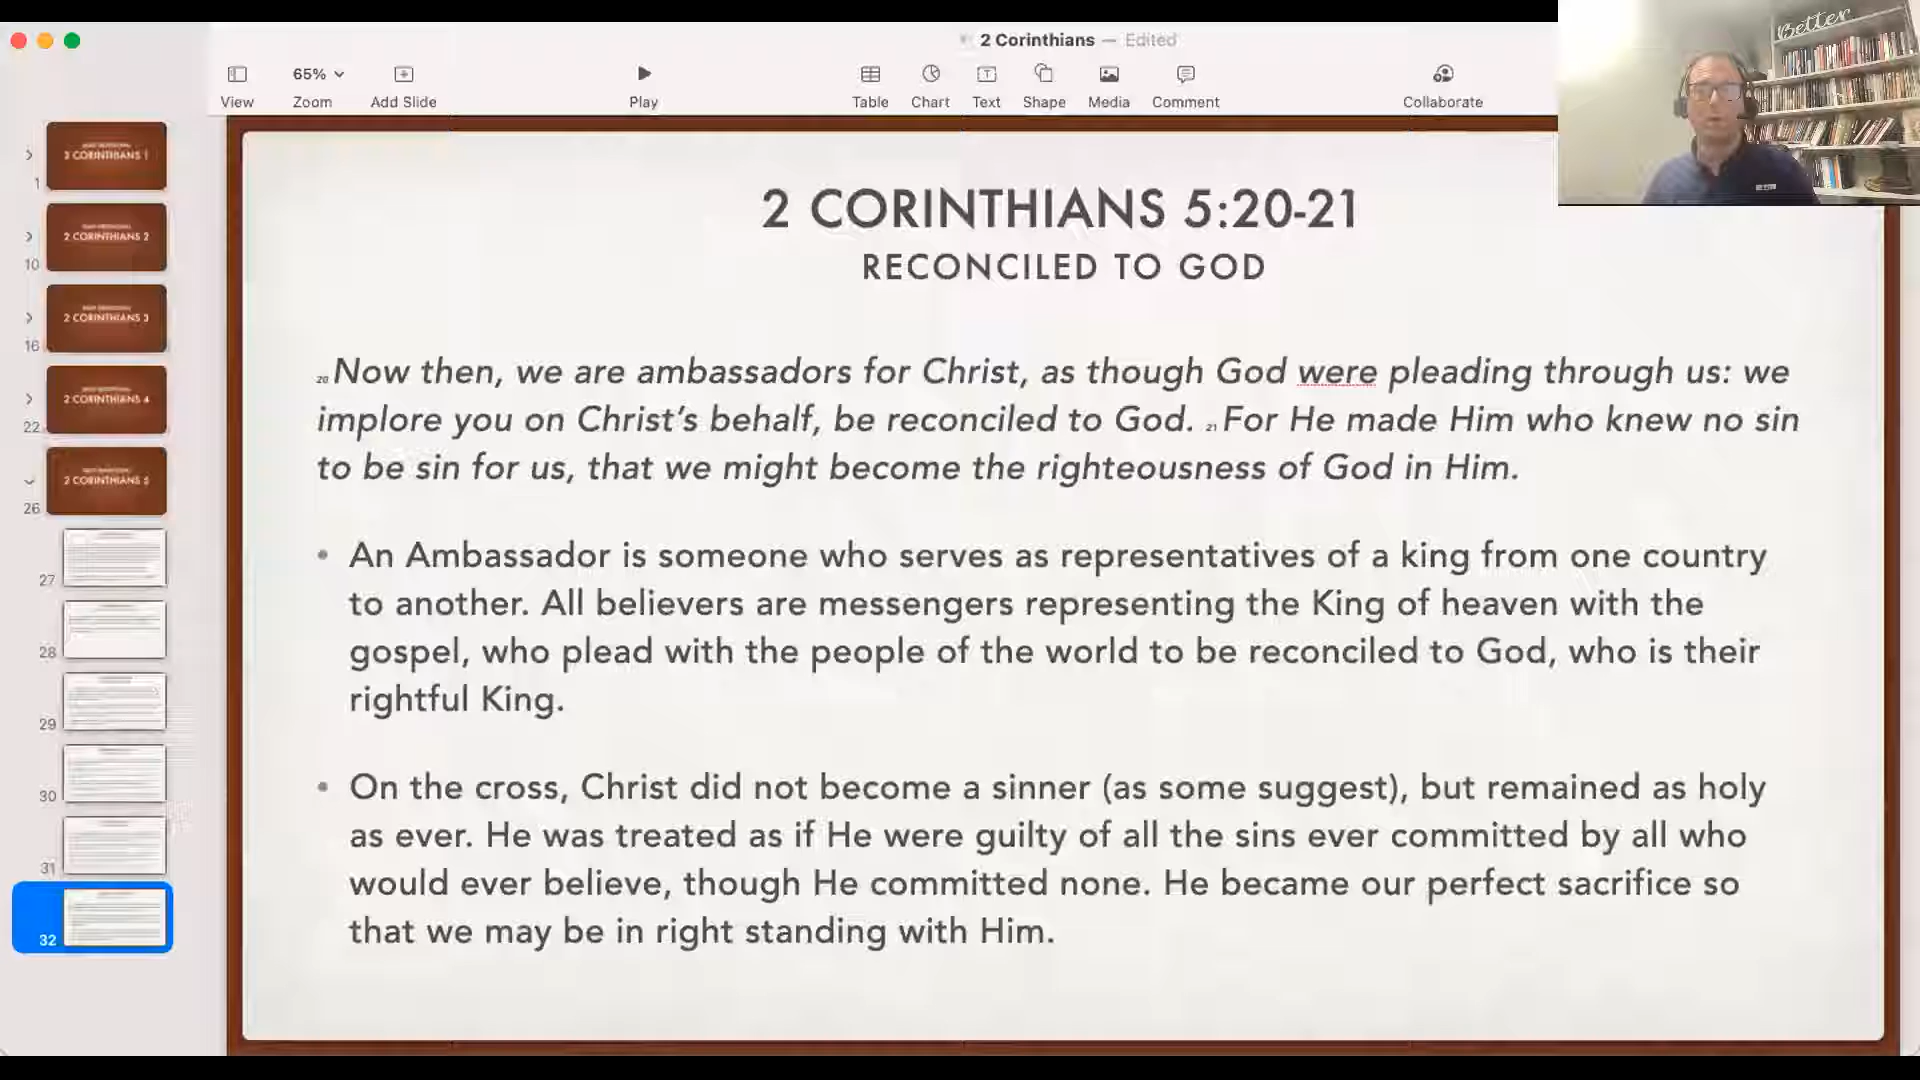 2 Corinthians — Edited
65%
View Zoom Add Slide Play Table Chart Text Shape Media Comment Collaborate
Better
2 CORINTHIANS 1
1
2 CORINTHIANS 2
10
2 CORINTHIANS 3
16
2 CORINTHIANS 4
22
2 CORINTHIANS 5
26
27
28
29
30
31
32
2 CORINTHIANS 5:20-21
RECONCILED TO GOD
20 Now then, we are ambassadors for Christ, as though God were pleading through us: we
implore you on Christ’s behalf, be reconciled to God. 21 For He made Him who knew no sin
to be sin for us, that we might become the righteousness of God in Him.
• An Ambassador is someone who serves as representatives of a king from one country
to another. All believers are messengers representing the King of heaven with the
gospel, who plead with the people of the world to be reconciled to God, who is their
rightful King.
• On the cross, Christ did not become a sinner (as some suggest), but remained as holy
as ever. He was treated as if He were guilty of all the sins ever committed by all who
would ever believe, though He committed none. He became our perfect sacrifice so
that we may be in right standing with Him.